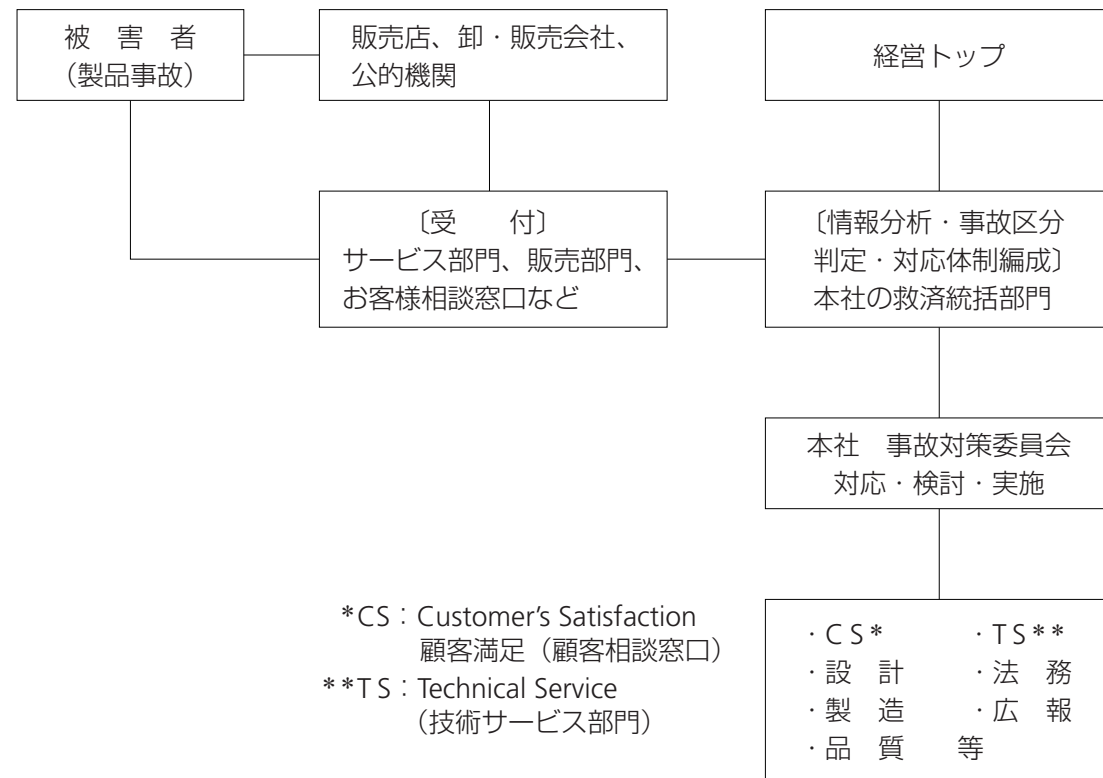 被 害 者
（製品事故）
販売店、卸・販売会社、
公的機関
経営トップ
〔受　　付〕
サービス部門、販売部門、
お客様相談窓口など
〔情報分析・事故区分
判定・対応体制編成〕
本社の救済統括部門
本社　事故対策委員会
対応・検討・実施
*CS：Customer's Satisfaction
顧客満足（顧客相談窓口）
**TS：Technical Service
（技術サービス部門）
・CS*　　・TS**
・設　計　　・法　務
・製　造　　・広　報
・品　質　　等